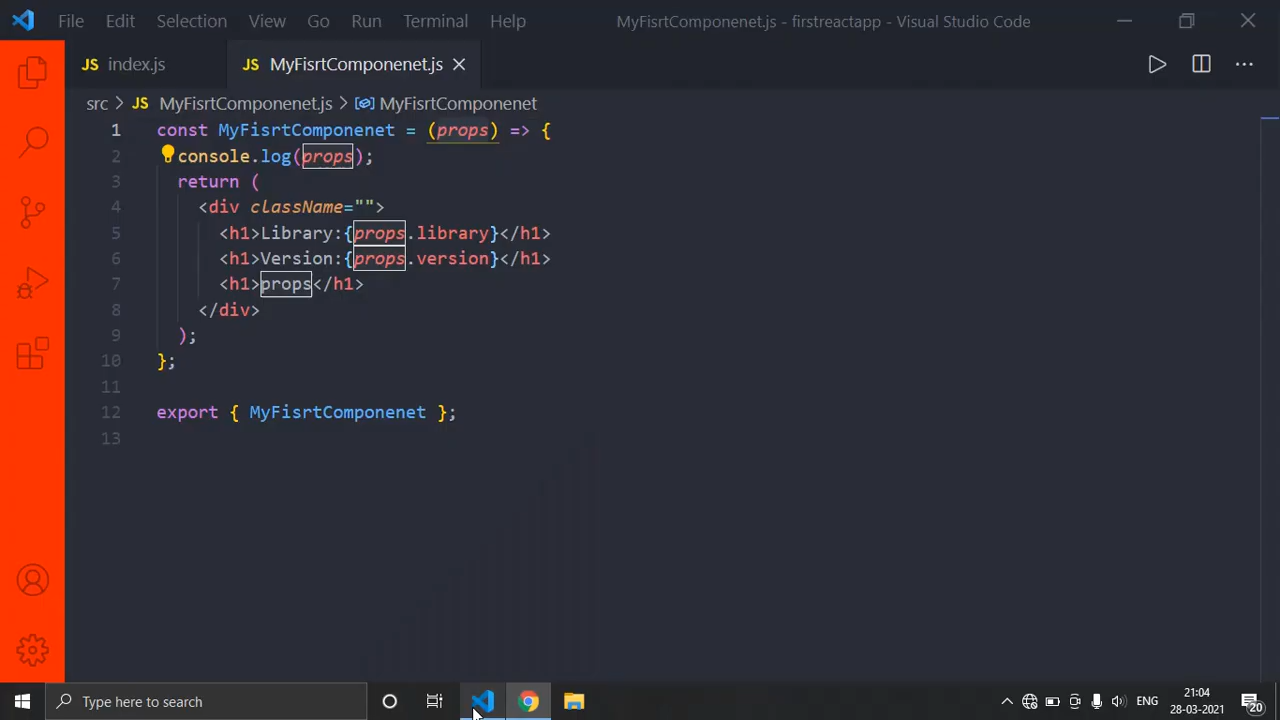 File Edit Selection View Go Run Terminal Help MyFisrtComponenet.js - firstreactapp - Visual Studio Code
JS index.js JS MyFisrtComponenet.js
src > JS MyFisrtComponenet.js > MyFisrtComponenet
1 const MyFisrtComponenet = (props) => {
2 console.log(props);
3 return (
4 <div className="">
5 <h1>Library:{props.library}</h1>
6 <h1>Version:{props.version}</h1>
7 <h1>props</h1>
8 </div>
9 );
10 };
11
12 export { MyFisrtComponenet };
13
Type here to search ENG 21:04
28-03-2021 20